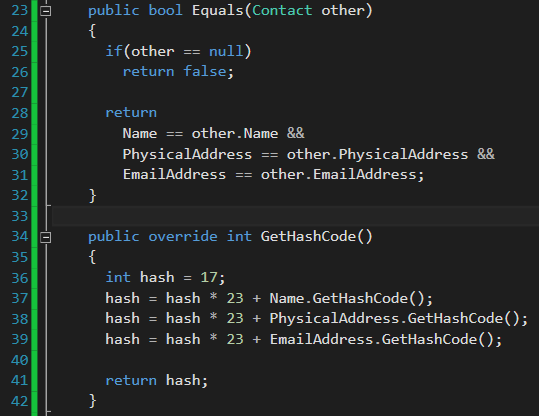 23 public bool Equals(Contact other)
24 {
25 if(other == null)
26 return false;
27
28 return
29 Name == other.Name &&
30 PhysicalAddress == other.PhysicalAddress &&
31 EmailAddress == other.EmailAddress;
32 }
33
34 public override int GetHashCode()
35 {
36 int hash = 17;
37 hash = hash * 23 + Name.GetHashCode();
38 hash = hash * 23 + PhysicalAddress.GetHashCode();
39 hash = hash * 23 + EmailAddress.GetHashCode();
40
41 return hash;
42 }